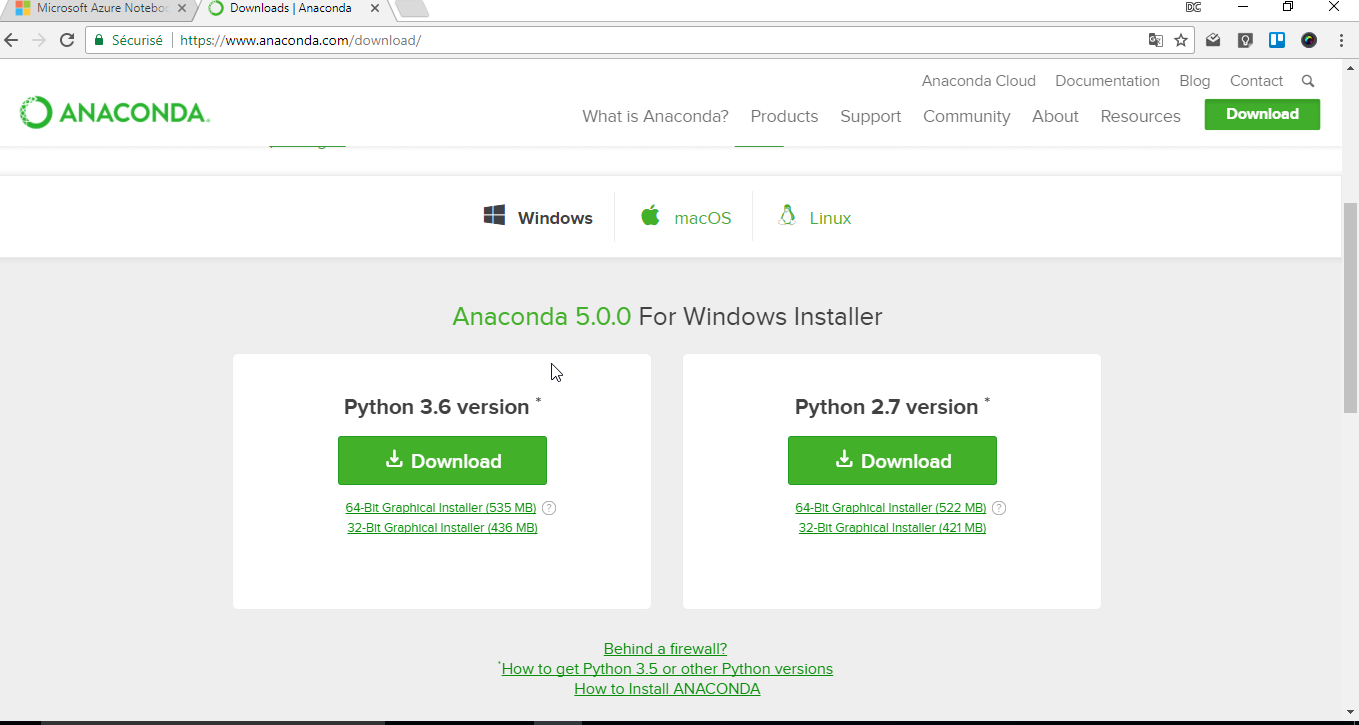 Microsoft Azure Notebo
Downloads | Anaconda
Sécurisé
https://www.anaconda.com/download/
Anaconda Cloud Documentation Blog Contact
ANACONDA.
What is Anaconda? Products Support Community About Resources Download
Windows macOS Linux
Anaconda 5.0.0 For Windows Installer
Python 3.6 version *
Download
64-Bit Graphical Installer (535 MB) ?
32-Bit Graphical Installer (436 MB)
Python 2.7 version *
Download
64-Bit Graphical Installer (522 MB) ?
32-Bit Graphical Installer (421 MB)
Behind a firewall?
*How to get Python 3.5 or other Python versions
How to Install ANACONDA